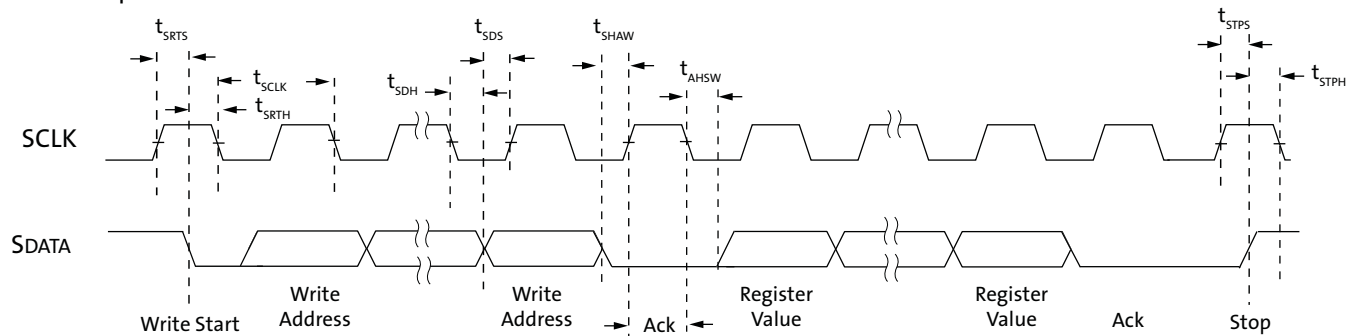 tSRTS
tSDS
tSHAW
tSTPS
tSCLK
tSDH
tAHSW
tSTPH
tSRTH
SCLK
SDATA
Write Address
Write Address
Register Value
Register Value
Write Start
Ack
Ack
Stop